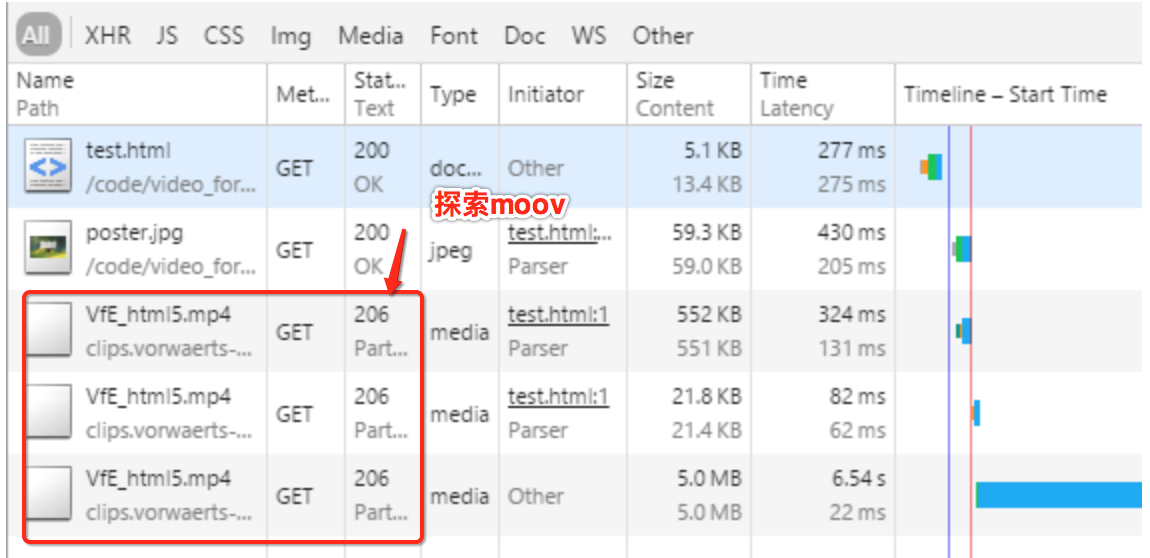 All XHR JS CSS Img Media Font Doc WS Other
Name Met... Stat... Type Initiator Size Time Timeline – Start Time
Path Text Content Latency
test.html GET 200 doc... Other 5.1 KB 277 ms
/code/video_for... OK 13.4 KB 275 ms
探索moov
poster.jpg GET 200 jpeg test.html:... 59.3 KB 430 ms
/code/video_for... OK Parser 59.0 KB 205 ms
VfE_html5.mp4 GET 206 media test.html:1 552 KB 324 ms
clips.vorwaerts-... Part... Parser 551 KB 131 ms
VfE_html5.mp4 GET 206 media test.html:1 21.8 KB 82 ms
clips.vorwaerts-... Part... Parser 21.4 KB 62 ms
VfE_html5.mp4 GET 206 media Other 5.0 MB 6.54 s
clips.vorwaerts-... Part... 5.0 MB 22 ms